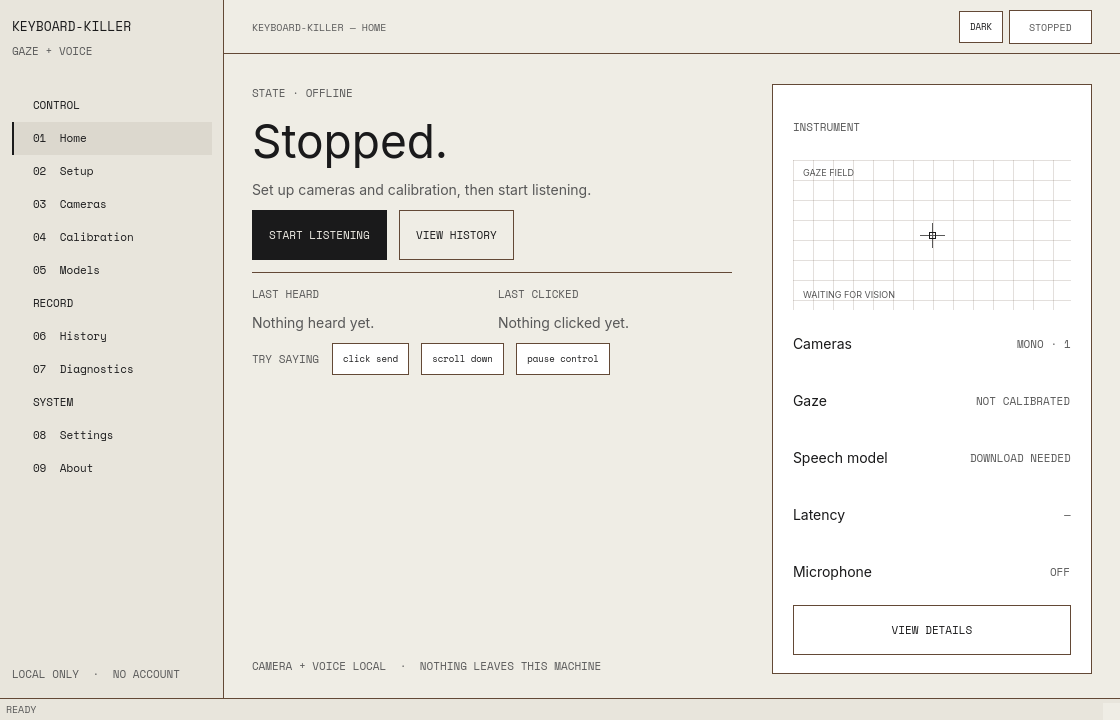 KEYBOARD-KILLER
GAZE + VOICE
CONTROL
01 Home
02 Setup
03 Cameras
04 Calibration
05 Models
RECORD
06 History
07 Diagnostics
SYSTEM
08 Settings
09 About
LOCAL ONLY · NO ACCOUNT
KEYBOARD-KILLER — HOME
DARK
STOPPED
STATE · OFFLINE
Stopped.
Set up cameras and calibration, then start listening.
START LISTENING
VIEW HISTORY
LAST HEARD
Nothing heard yet.
LAST CLICKED
Nothing clicked yet.
TRY SAYING
click send
scroll down
pause control
CAMERA + VOICE LOCAL · NOTHING LEAVES THIS MACHINE
INSTRUMENT
GAZE FIELD
WAITING FOR VISION
Cameras MONO · 1
Gaze NOT CALIBRATED
Speech model DOWNLOAD NEEDED
Latency —
Microphone OFF
VIEW DETAILS
READY